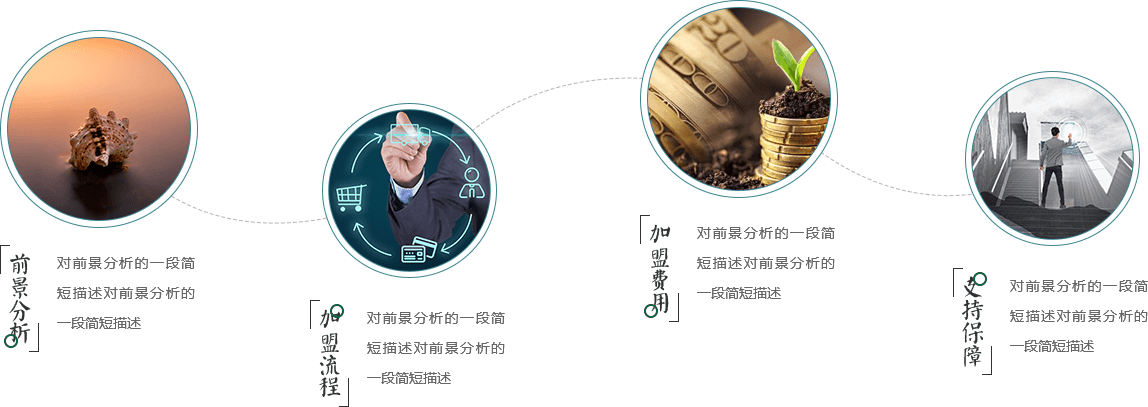 前景分析
对前景分析的一段简
短描述对前景分析的
一段简短描述
加盟流程
对前景分析的一段简
短描述对前景分析的
一段简短描述
加盟费用
对前景分析的一段简
短描述对前景分析的
一段简短描述
支持保障
对前景分析的一段简
短描述对前景分析的
一段简短描述